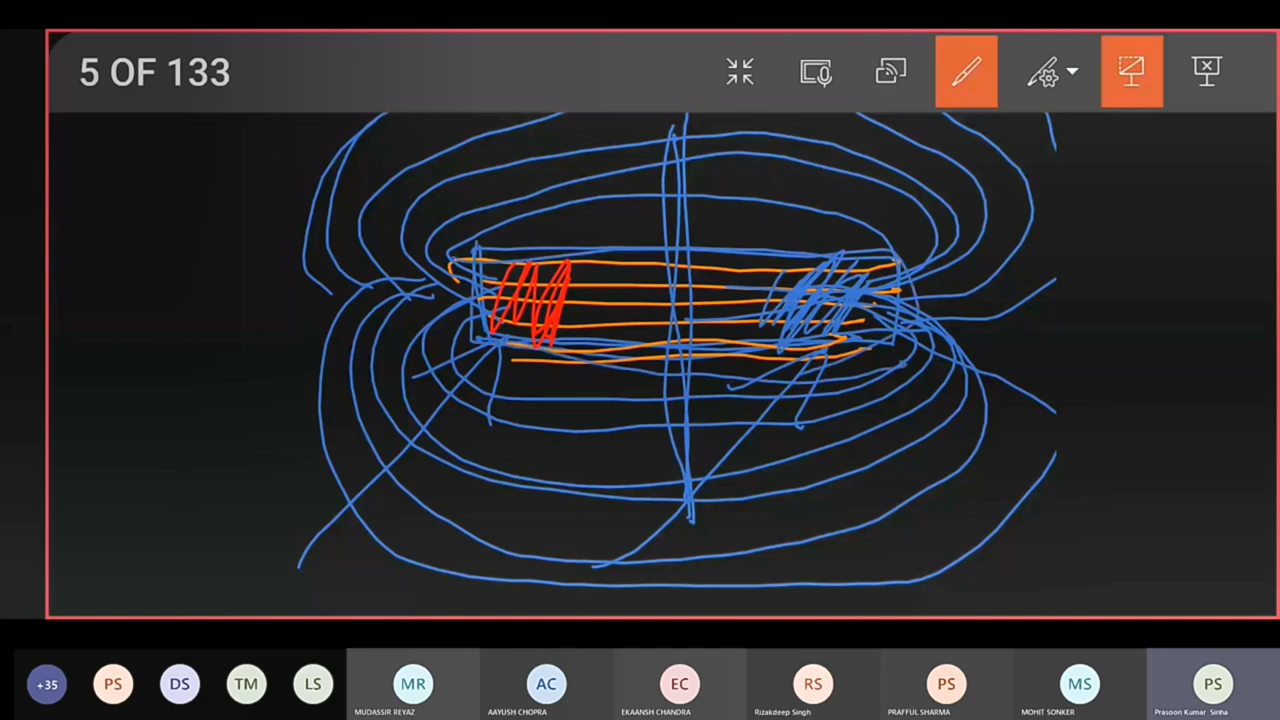 5 OF 133
+35 PS DS TM LS MR AC EC RS PS MS PS
MUDASSIR REYAZ AAYUSH CHOPRA EKAANSH CHANDRA Rizakdeep Singh PRAFFUL SHARMA MOHIT SONKER Prasoon Kumar Sinha